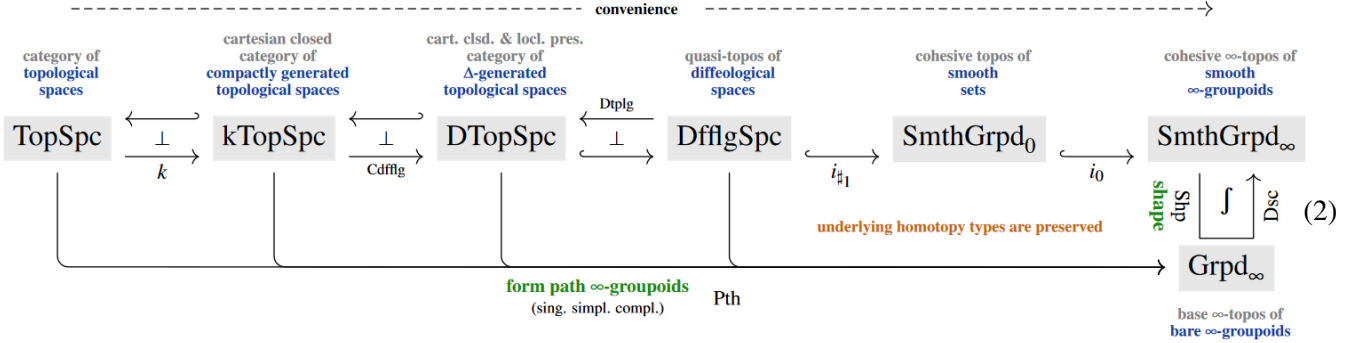 convenience
category of
topological
spaces
cartesian closed
category of
compactly generated
topological spaces
cart. clsd. & locl. pres.
category of
Δ-generated
topological spaces
quasi-topos of
diffeological
spaces
cohesive topos of
smooth
sets
cohesive ∞-topos of
smooth
∞-groupoids
TopSpc
⊥
k
kTopSpc
⊥
Cdfflg
DTopSpc
Dtplg
⊥
DfflgSpc
i♯₁
SmthGrpd₀
i₀
SmthGrpd∞
shape
Shp
∫
Dsc
(2)
underlying homotopy types are preserved
form path ∞-groupoids
(sing. simpl. compl.)
Pth
Grpd∞
base ∞-topos of
bare ∞-groupoids